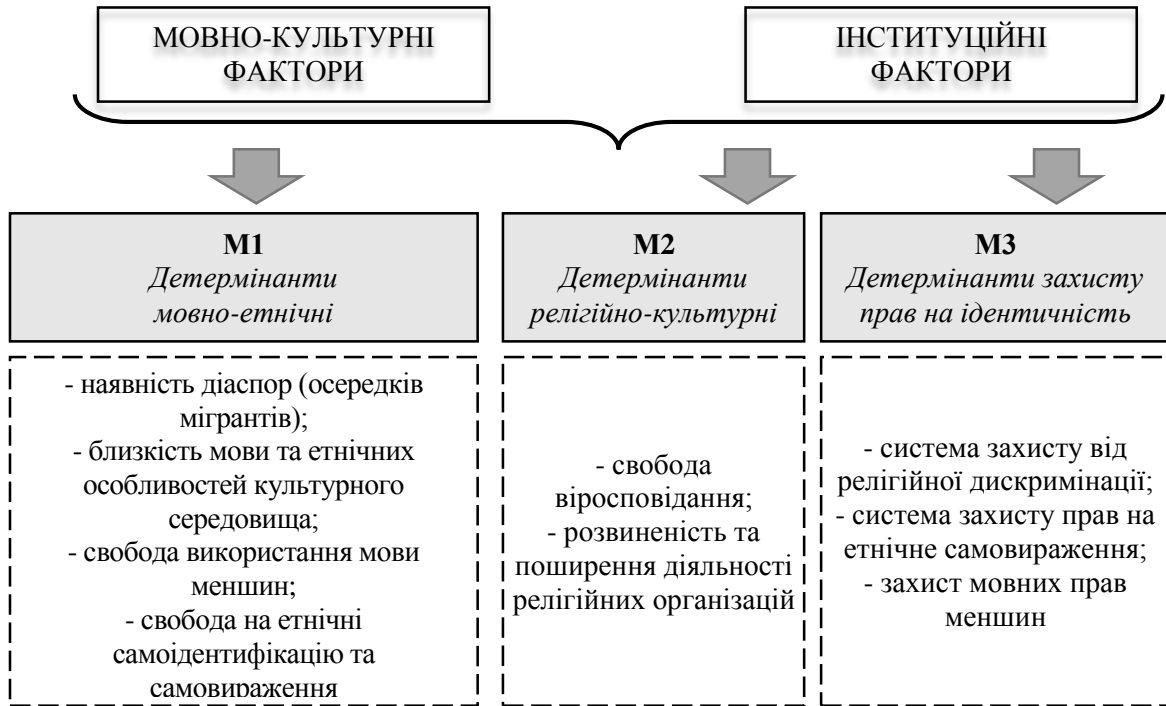 МОВНО-КУЛЬТУРНІ
ФАКТОРИ
ІНСТИТУЦІЙНІ
ФАКТОРИ
М1
Детермінанти
мовно-етнічні
М2
Детермінанти
релігійно-культурні
М3
Детермінанти захисту
прав на ідентичність
- наявність діаспор (осередків
мігрантів);
- близкість мови та етнічних
особливостей культурного
середовища;
- свобода використання мови
меншин;
- свобода на етнічні
самоідентифікацію та
самовираження
- свобода
віросповідання;
- розвиненість та
поширення діяльності
релігійних організацій
- система захисту від
релігійної дискримінації;
- система захисту прав на
етнічне самовираження;
- захист мовних прав
меншин